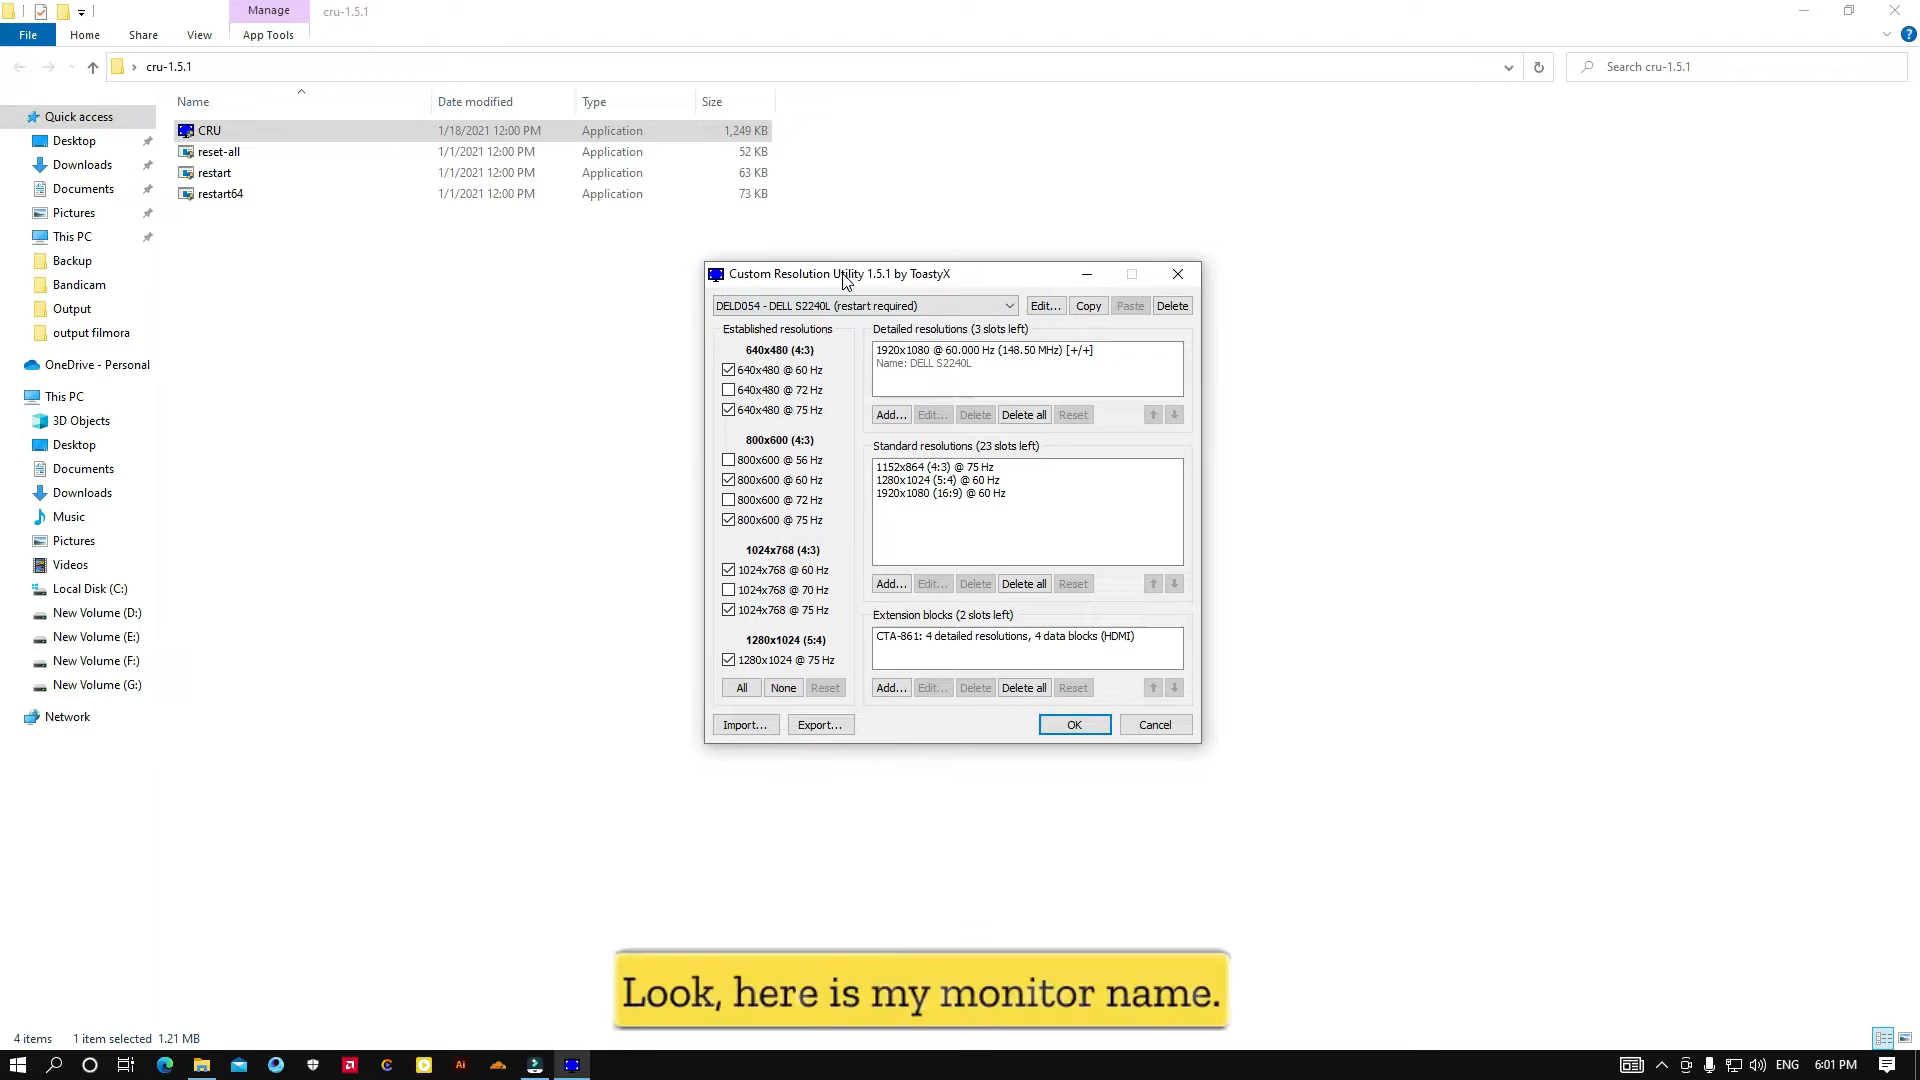 Manage
cru-1.5.1
File
Home
Share
View
App Tools
cru-1.5.1
Search cru-1.5.1
Name
Date modified
Type
Size
CRU 1/18/2021 12:00 PM Application 1,249 KB
reset-all 1/1/2021 12:00 PM Application 52 KB
restart 1/1/2021 12:00 PM Application 63 KB
restart64 1/1/2021 12:00 PM Application 73 KB
Quick access
Desktop
Downloads
Documents
Pictures
This PC
Backup
Bandicam
Output
output filmora
OneDrive - Personal
This PC
3D Objects
Desktop
Documents
Downloads
Music
Pictures
Videos
Local Disk (C:)
New Volume (D:)
New Volume (E:)
New Volume (F:)
New Volume (G:)
Network
Custom Resolution Utility 1.5.1 by ToastyX
DELD054 - DELL S2240L (restart required)
Edit...
Copy
Paste
Delete
Established resolutions
640x480 (4:3)
640x480 @ 60 Hz
640x480 @ 72 Hz
640x480 @ 75 Hz
800x600 (4:3)
800x600 @ 56 Hz
800x600 @ 60 Hz
800x600 @ 72 Hz
800x600 @ 75 Hz
1024x768 (4:3)
1024x768 @ 60 Hz
1024x768 @ 70 Hz
1024x768 @ 75 Hz
1280x1024 (5:4)
1280x1024 @ 75 Hz
All
None
Reset
Detailed resolutions (3 slots left)
1920x1080 @ 60.000 Hz (148.50 MHz) [+/+]
Name: DELL S2240L
Add...
Edit...
Delete
Delete all
Reset
Standard resolutions (23 slots left)
1152x864 (4:3) @ 75 Hz
1280x1024 (5:4) @ 60 Hz
1920x1080 (16:9) @ 60 Hz
Add...
Edit...
Delete
Delete all
Reset
Extension blocks (2 slots left)
CTA-861: 4 detailed resolutions, 4 data blocks (HDMI)
Add...
Edit...
Delete
Delete all
Reset
Import...
Export...
OK
Cancel
Look, here is my monitor name.
4 items
1 item selected 1.21 MB
Ai
ENG
6:01 PM